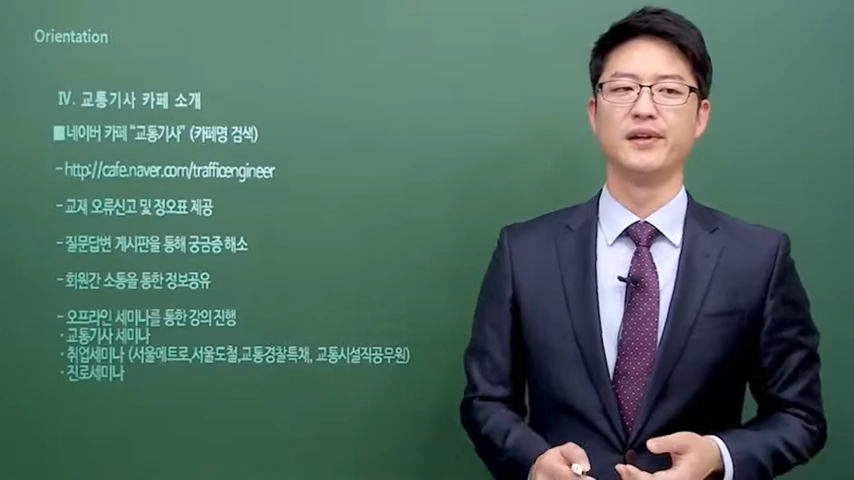 Orientation
Ⅳ. 교통기사 카페 소개
■네이버 카페 "교통기사" (카페명 검색)
- http://cafe.naver.com/trafficengineer
- 교재 오류신고 및 정오표 제공
- 질문답변 게시판을 통해 궁금증 해소
- 회원간 소통을 통한 정보공유
- 오프라인 세미나를 통한 강의 진행
· 교통기사 세미나
· 취업세미나 (서울메트로,서울도철,교통경찰특채, 교통시설직공무원)
· 진로세미나